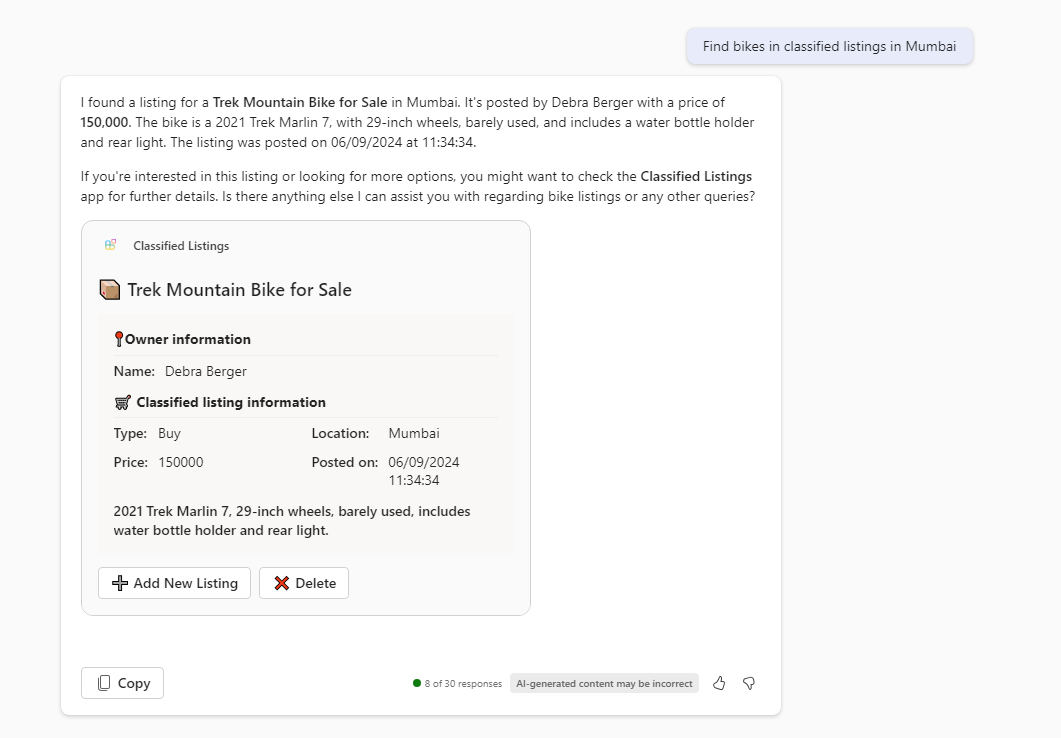 Find bikes in classified listings in Mumbai
I found a listing for a Trek Mountain Bike for Sale in Mumbai. It's posted by Debra Berger with a price of
150,000. The bike is a 2021 Trek Marlin 7, with 29-inch wheels, barely used, and includes a water bottle holder
and rear light. The listing was posted on 06/09/2024 at 11:34:34.
If you're interested in this listing or looking for more options, you might want to check the Classified Listings
app for further details. Is there anything else I can assist you with regarding bike listings or any other queries?
Classified Listings
Trek Mountain Bike for Sale
Owner information
Name: Debra Berger
Classified listing information
Type: Buy Location: Mumbai
Price: 150000 Posted on: 06/09/2024
11:34:34
2021 Trek Marlin 7, 29-inch wheels, barely used, includes
water bottle holder and rear light.
Add New Listing Delete
Copy 8 of 30 responses AI-generated content may be incorrect